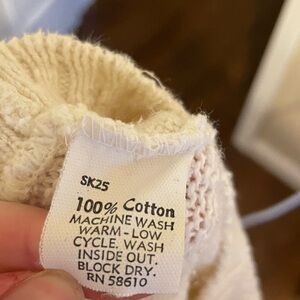 SK25
100% Cotton
MACHINE WASH
WARM-LOW
CYCLE. WASH
INSIDE OUT.
BLOCK DRY.
RN 58610